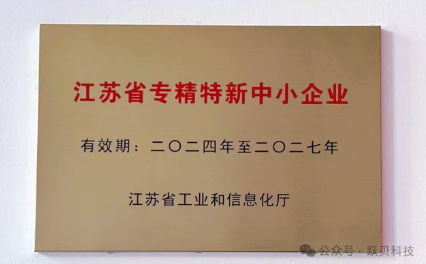 江苏省专精特新中小企业
有效期：二〇二四年至二〇二七年
江苏省工业和信息化厅
公众号·跃贝科技